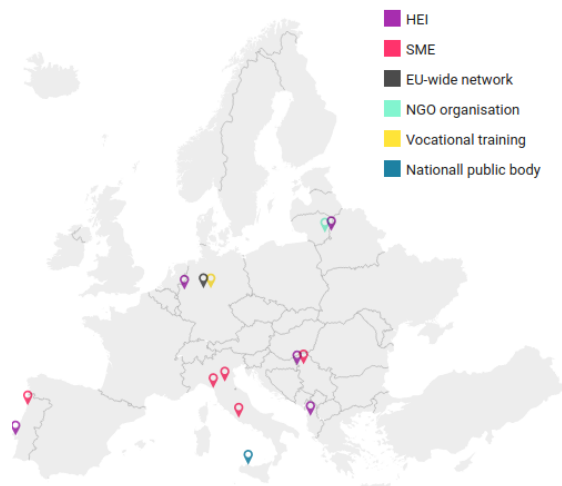 HEI
SME
EU-wide network
NGO organisation
Vocational training
Nationall public body